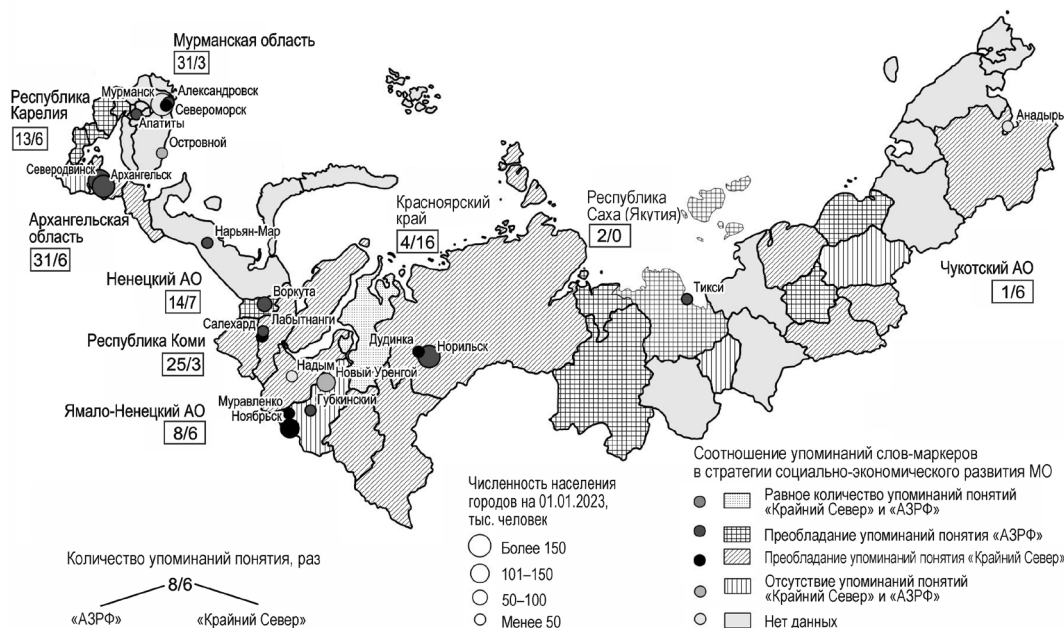 Мурманская область
31/3
Мурманск
Александровск
Североморск
Республика
Карелия
13/6
Апатиты
Островной
Северодвинск
Архангельск
Архангельская
область
31/6
Нарьян-Мар
Ненецкий АО
14/7
Воркута
Салехард
Лабытнанги
Республика Коми
25/3
Надым
Новый Уренгой
Муравленко
Губкинский
Ямало-Ненецкий АО
Ноябрьск
8/6
Красноярский
край
4/16
Дудинка
Норильск
Республика
Саха (Якутия)
2/0
Тикси
Анадырь
Чукотский АО
1/6
Количество упоминаний понятия, раз
8/6
«АЗРФ»
«Крайний Север»
Численность населения
городов на 01.01.2023,
тыс. человек
Более 150
101–150
50–100
Менее 50
Соотношение упоминаний слов-маркеров
в стратегии социально-экономического развития МО
Равное количество упоминаний понятий
«Крайний Север» и «АЗРФ»
Преобладание упоминаний понятия «АЗРФ»
Преобладание упоминаний понятия «Крайний Север»
Отсутствие упоминаний понятий
«Крайний Север» и «АЗРФ»
Нет данных